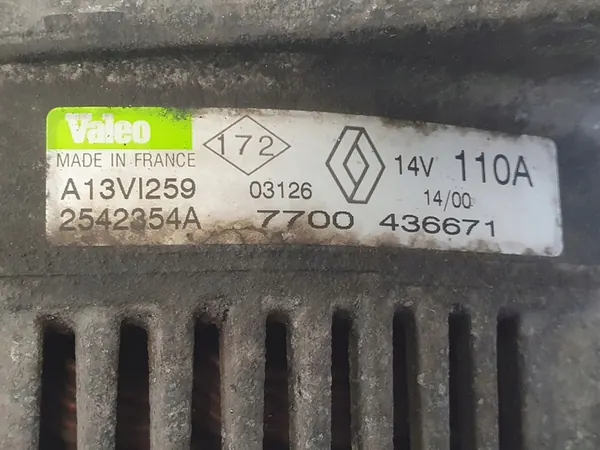 Valeo
MADE IN FRANCE
172
14V 110A
A13VI259 03126 14/00
2542354A 7700 436671